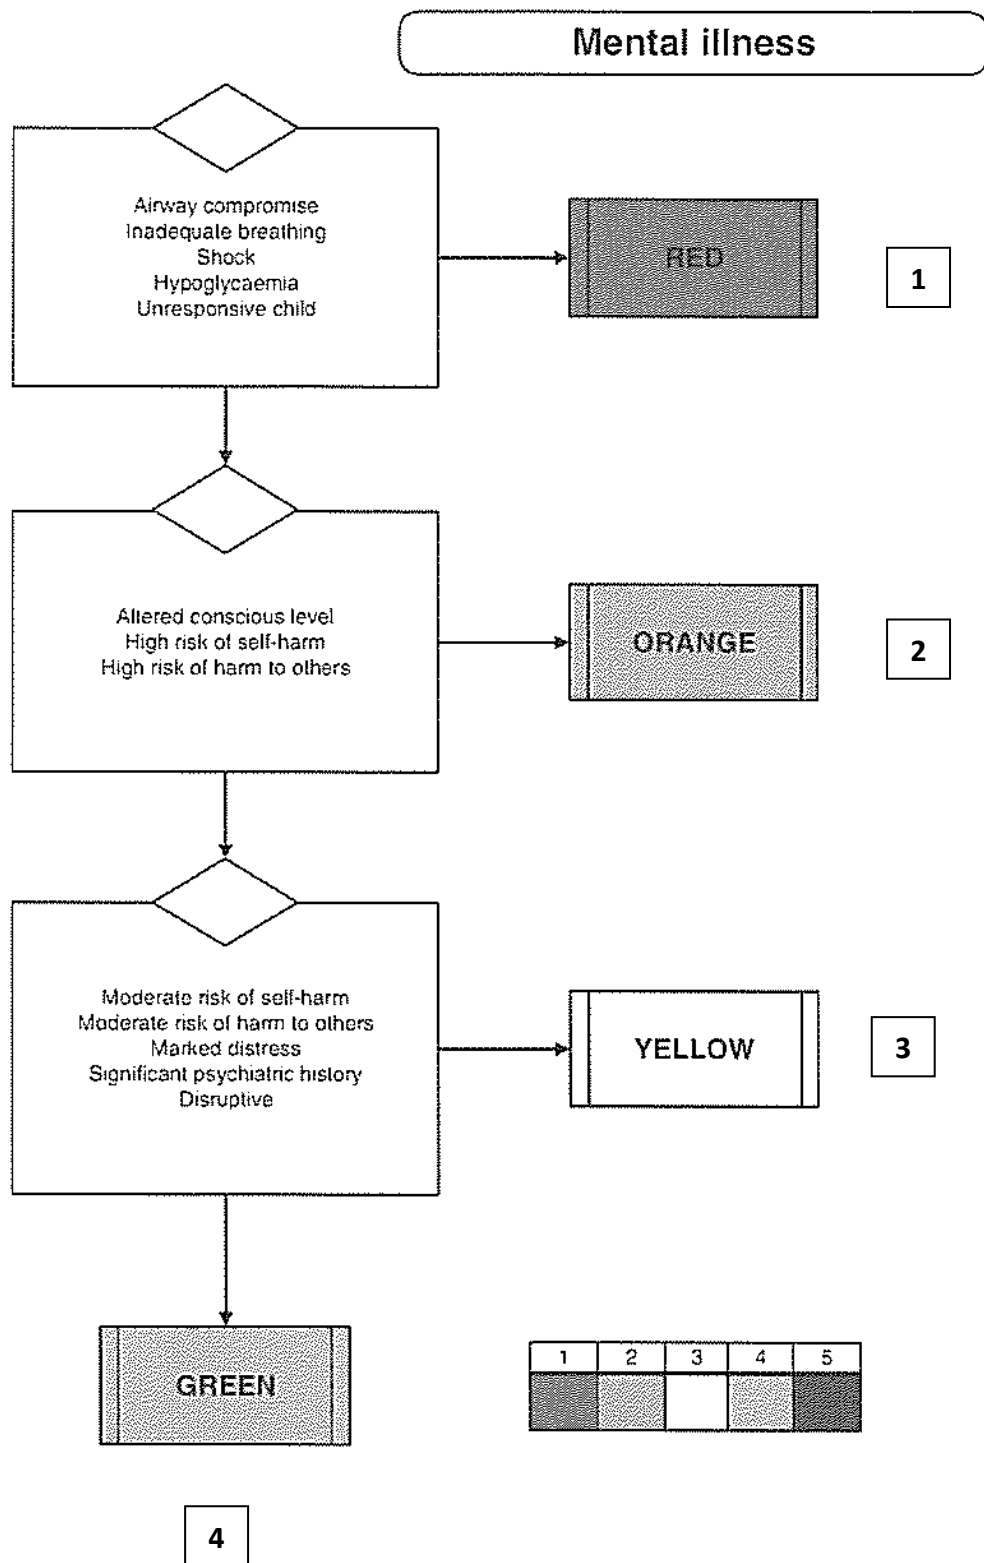 Mental illness
Airway compromise
Inadequate breathing
Shock
Hypoglycaemia
Unresponsive child
RED
1
Altered conscious level
High risk of self-harm
High risk of harm to others
ORANGE
2
Moderate risk of self-harm
Moderate risk of harm to others
Marked distress
Significant psychiatric history
Disruptive
YELLOW
3
GREEN
1 2 3 4 5
4